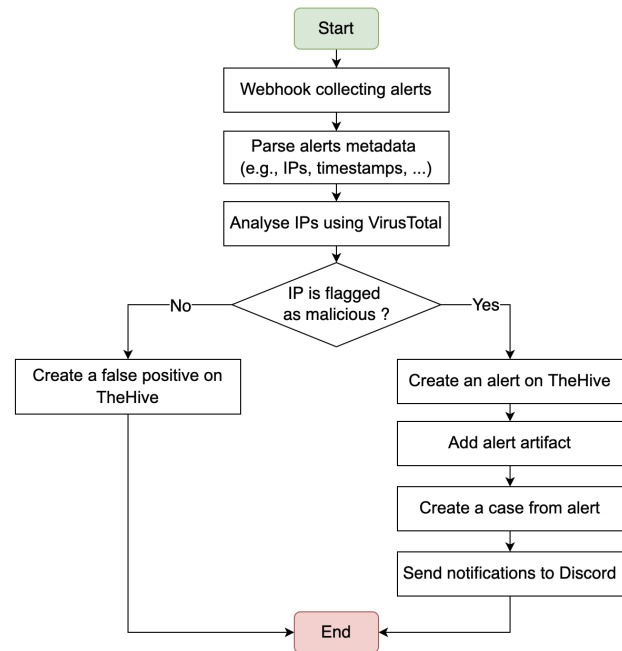 Start
Webhook collecting alerts
Parse alerts metadata
(e.g., IPs, timestamps, ...)
Analyse IPs using VirusTotal
IP is flagged
as malicious ?
No
Yes
Create a false positive on
TheHive
Create an alert on TheHive
Add alert artifact
Create a case from alert
Send notifications to Discord
End